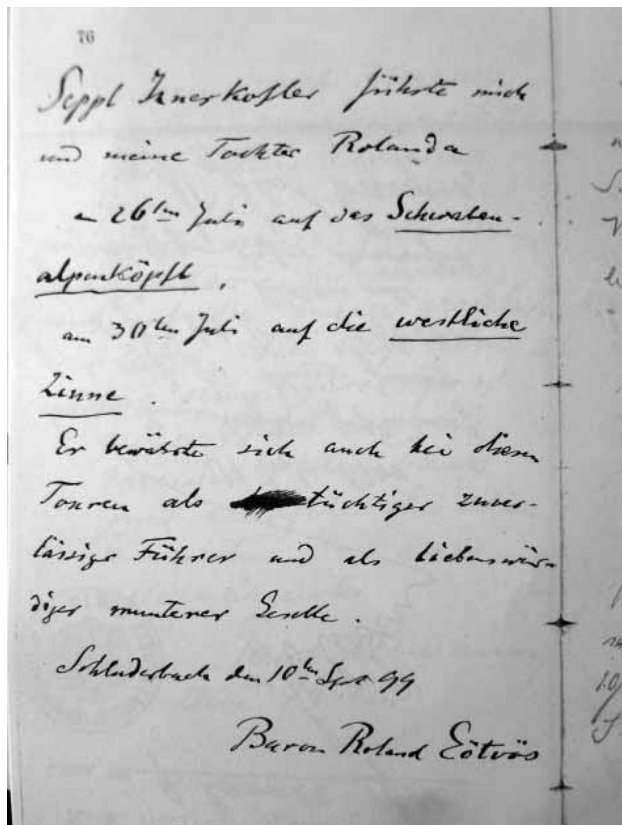 76
Seppl Innerkofler führte mich
und meine Tochter Rolanda
am 26ten Juli auf das Schwaben-
alpenköpfl,
am 30ten Juli auf die westliche
Zinne.
Er bewährte sich auch bei diesen
Touren als tüchtiger zuver-
lässiger Führer und als liebenswür-
diger munterer Geselle.
Schluderbach den 10ten Sept 99
Baron Roland Eötvös